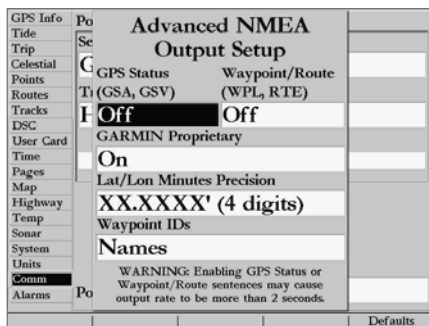 GPS Info
Tide
Trip
Celestial
Points
Routes
Tracks
DSC
User Card
Time
Pages
Map
Highway
Temp
Sonar
System
Units
Comm
Alarms
Po
Se
G
H
Po
Advanced NMEA
Output Setup
GPS Status Waypoint/Route
(GSA, GSV) (WPL, RTE)
Off Off
GARMIN Proprietary
On
Lat/Lon Minutes Precision
XX.XXXX' (4 digits)
Waypoint IDs
Names
WARNING: Enabling GPS Status or
Waypoint/Route sentences may cause
output rate to be more than 2 seconds.
Defaults